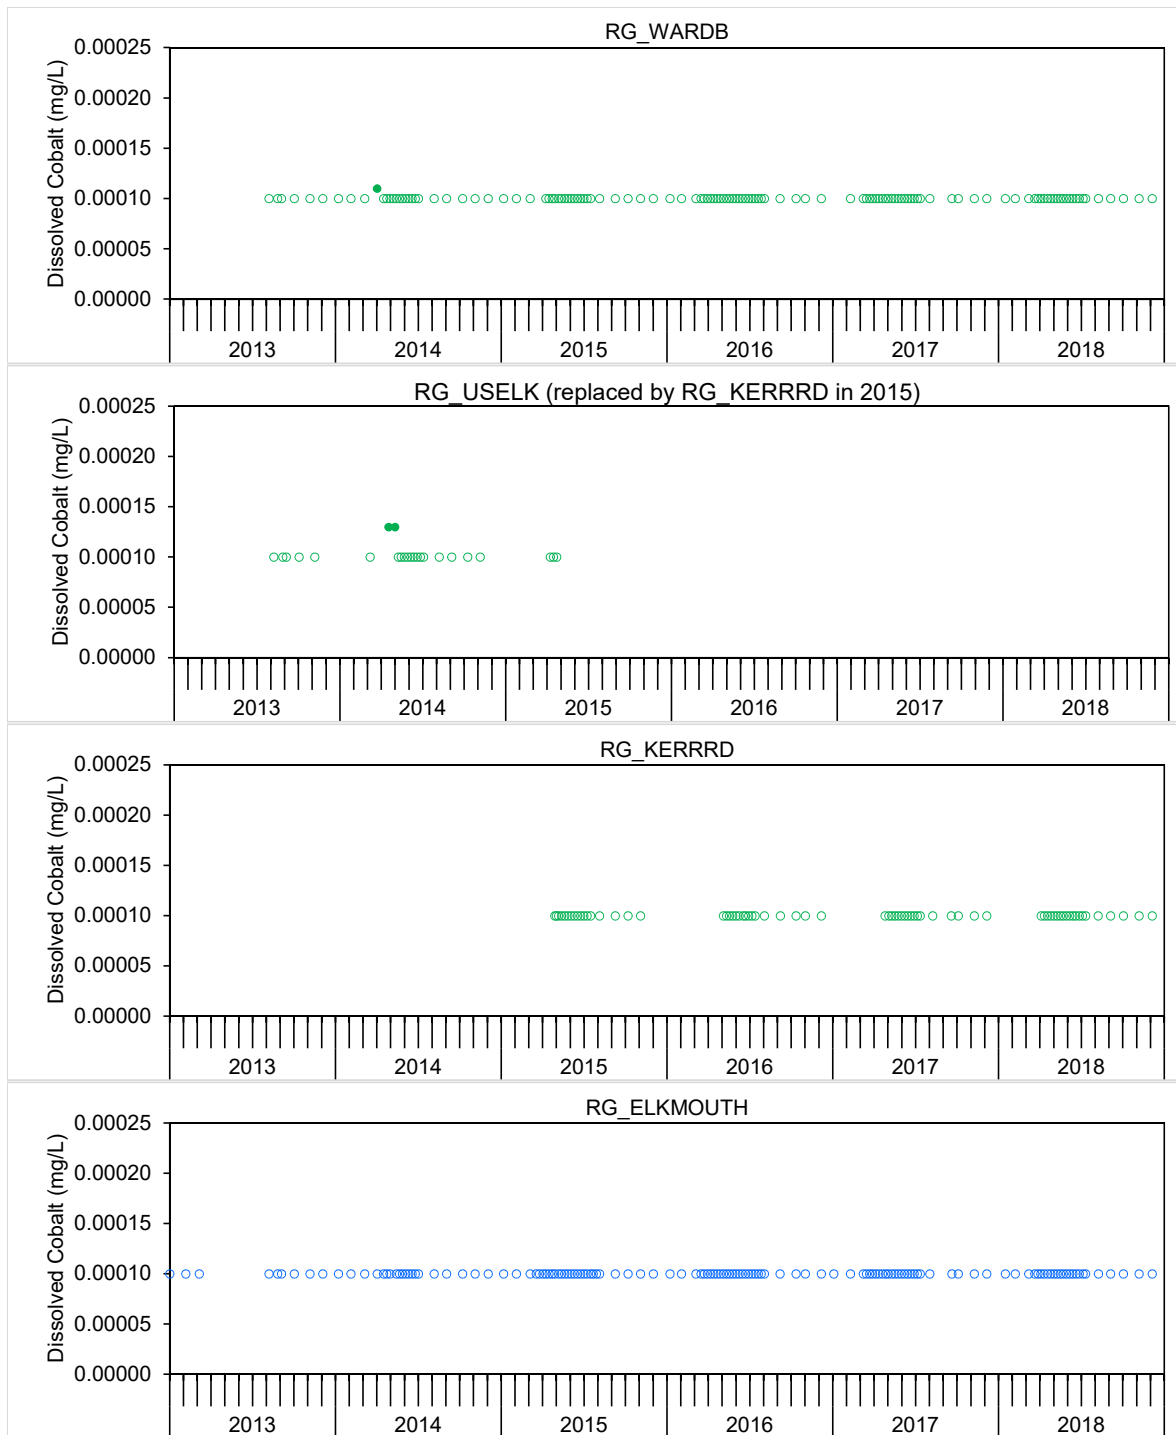 RG_WARDB
Dissolved Cobalt (mg/L)
0.00025
0.00020
0.00015
0.00010
0.00005
0.00000
2013 2014 2015 2016 2017 2018
RG_USELK (replaced by RG_KERRRD in 2015)
Dissolved Cobalt (mg/L)
0.00025
0.00020
0.00015
0.00010
0.00005
0.00000
2013 2014 2015 2016 2017 2018
RG_KERRRD
Dissolved Cobalt (mg/L)
0.00025
0.00020
0.00015
0.00010
0.00005
0.00000
2013 2014 2015 2016 2017 2018
RG_ELKMOUTH
Dissolved Cobalt (mg/L)
0.00025
0.00020
0.00015
0.00010
0.00005
0.00000
2013 2014 2015 2016 2017 2018